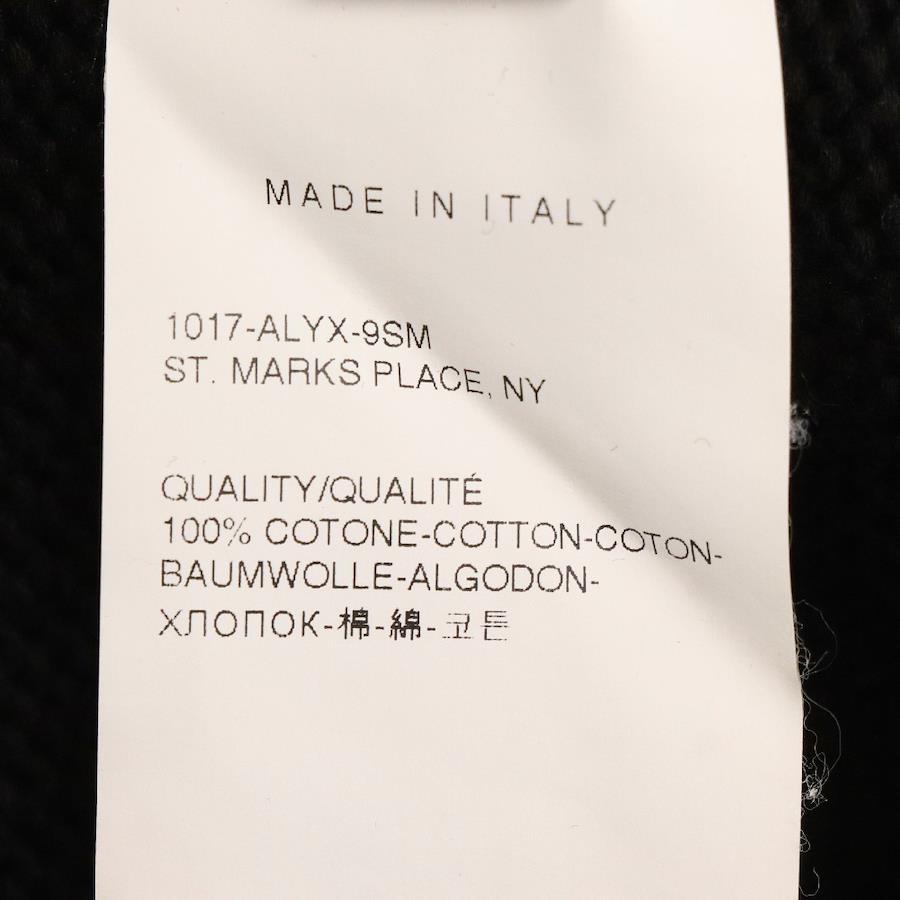 MADE IN ITALY
1017-ALYX-9SM
ST. MARKS PLACE, NY
QUALITY/QUALITÉ
100% COTONE-COTTON-COTON-
BAUMWOLLE-ALGODON-
ХЛОПОК-棉-綿-코튼